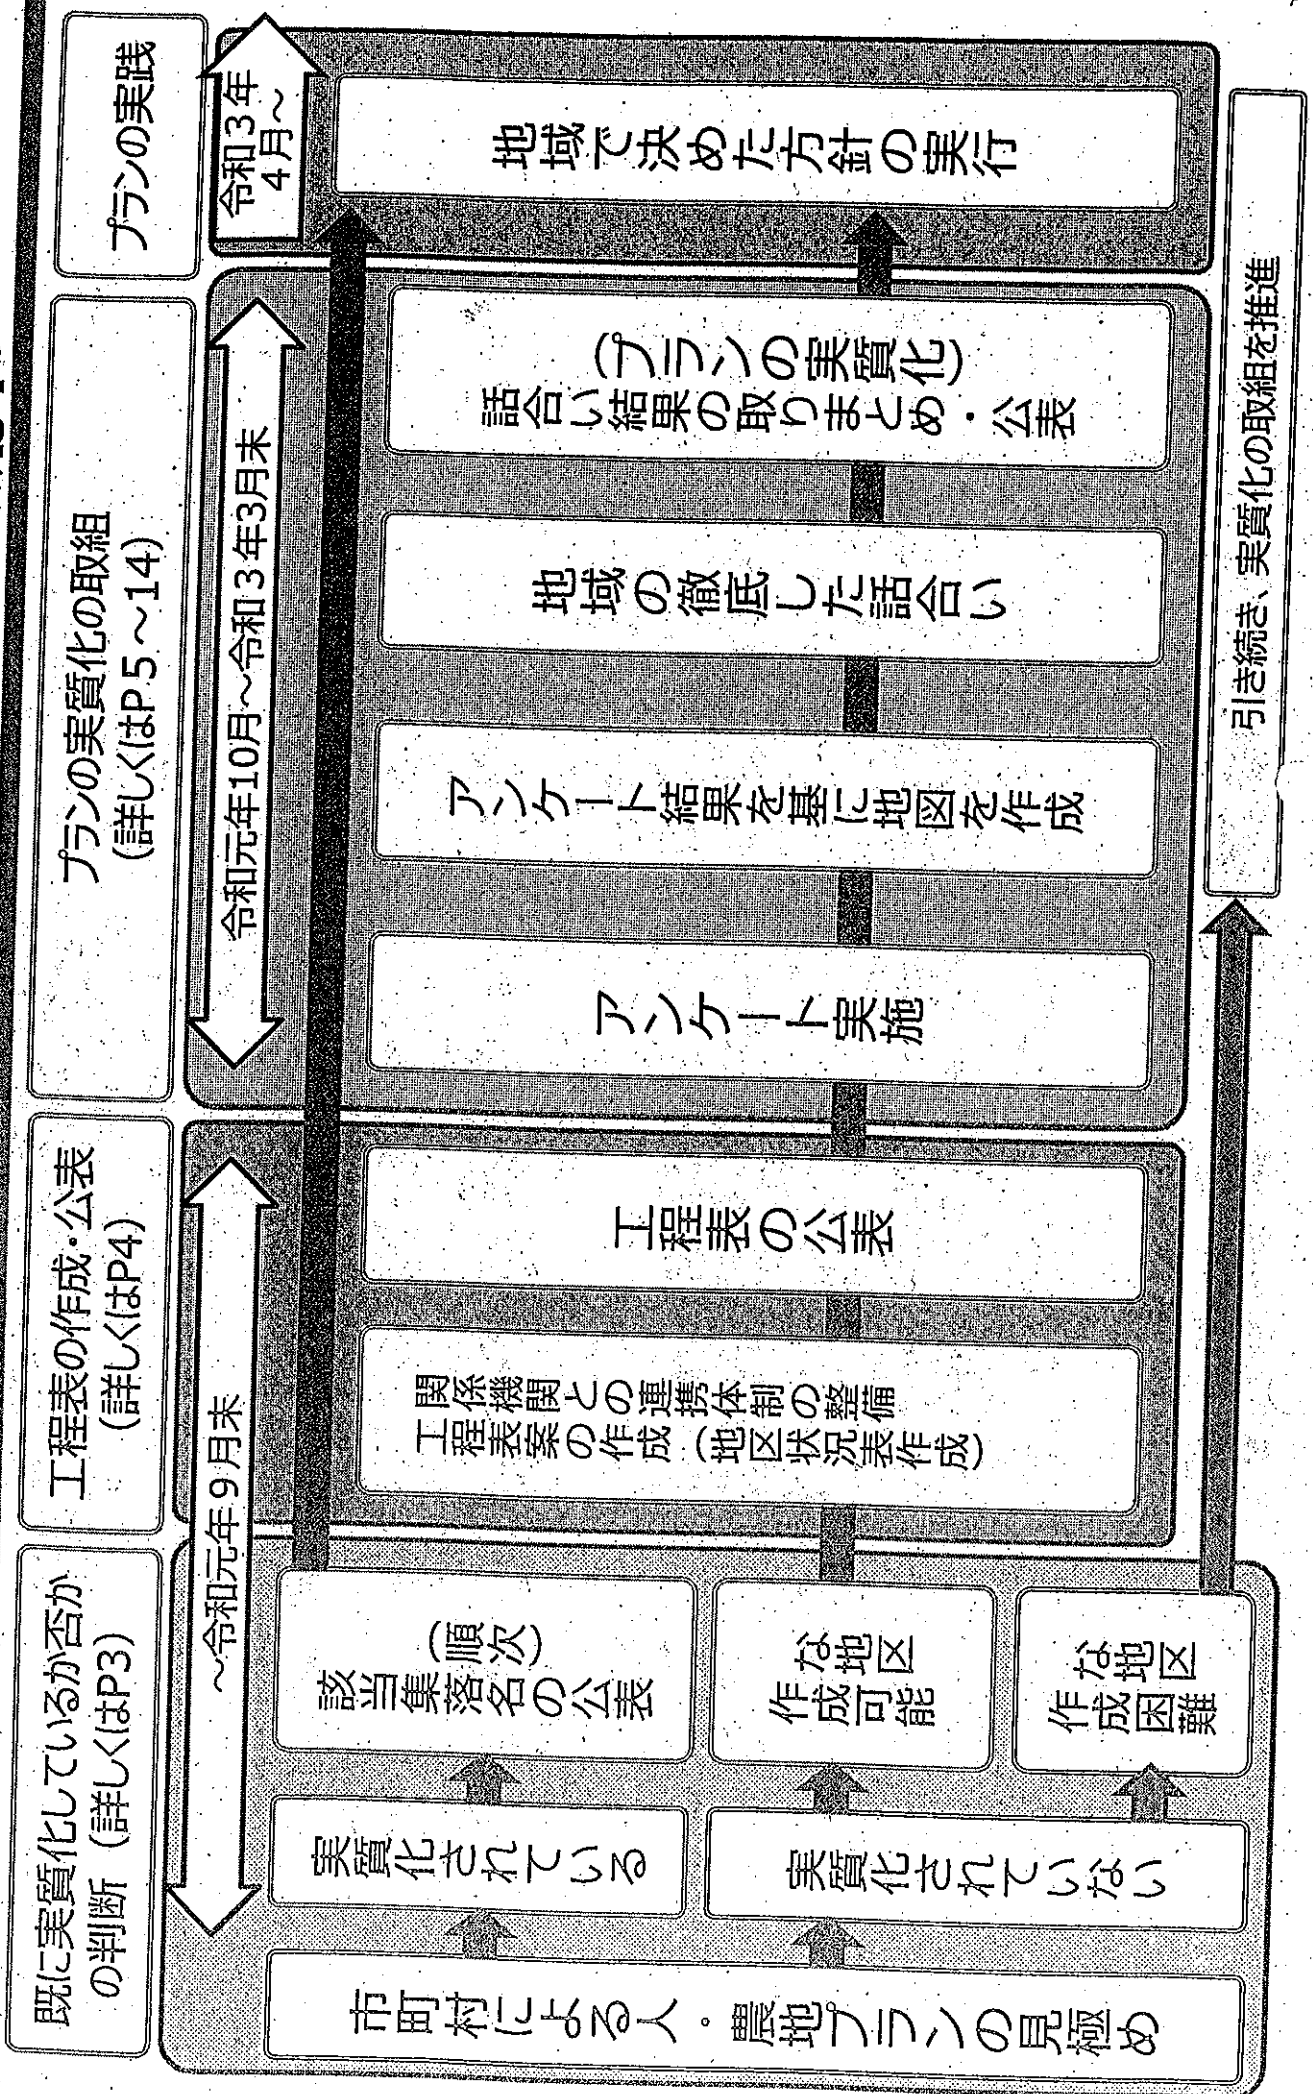 既に実質化しているか否か
の判断（詳しくはP3）
工程表の作成・公表
（詳しくはP4）
プランの実質化の取組
（詳しくはP.5～14）
プランの実践
～令和元年9月末
令和元年10月～令和3年3月末
令和3年
4月～
市町村による人・農地プランの見極め
実質化されている
実質化されていない
（順次）
該当集落名の公表
な地区
作成可能
な地区
作成困難
関係機関との連携体制の整備
工程表案の作成（地区状況表作成）
工程表の公表
アンケート実施
アンケート結果を基に地図を作成
地域の徹底した話合い
（プランの実質化）
話合い結果の取りまとめ・公表
地域で決めた方針の実行
引き続き、実質化の取組を推進